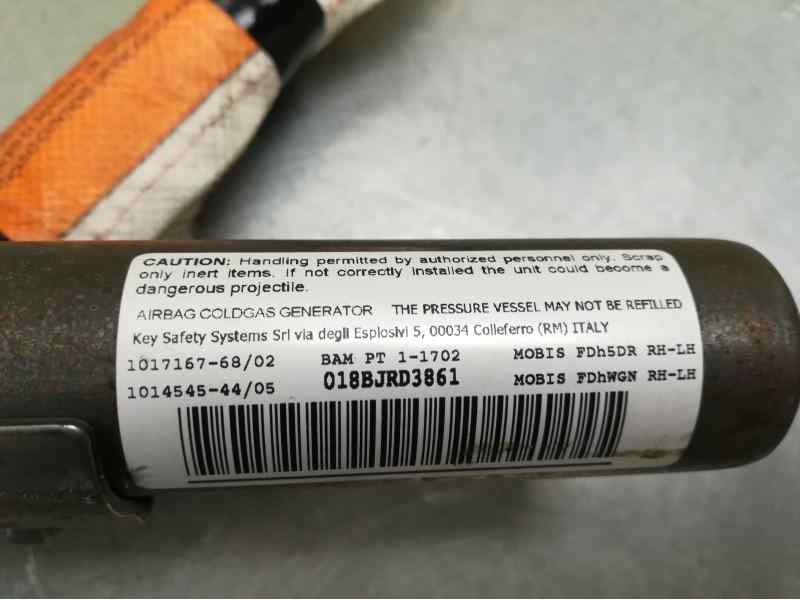 CAUTION: Handling permitted by authorized personnel only. Scrap
only inert items. If not correctly installed the unit could become a
dangerous projectile.
AIRBAG COLDGAS GENERATOR THE PRESSURE VESSEL MAY NOT BE REFILLED
Key Safety Systems Srl via degli Esplosivi 5, 00034 Colleferro (RM) ITALY
1017167-68/02 BAM PT 1-1702 MOBIS FDh5DR RH-LH
1014545-44/05 018BJRD3861 MOBIS FDhWGN RH-LH